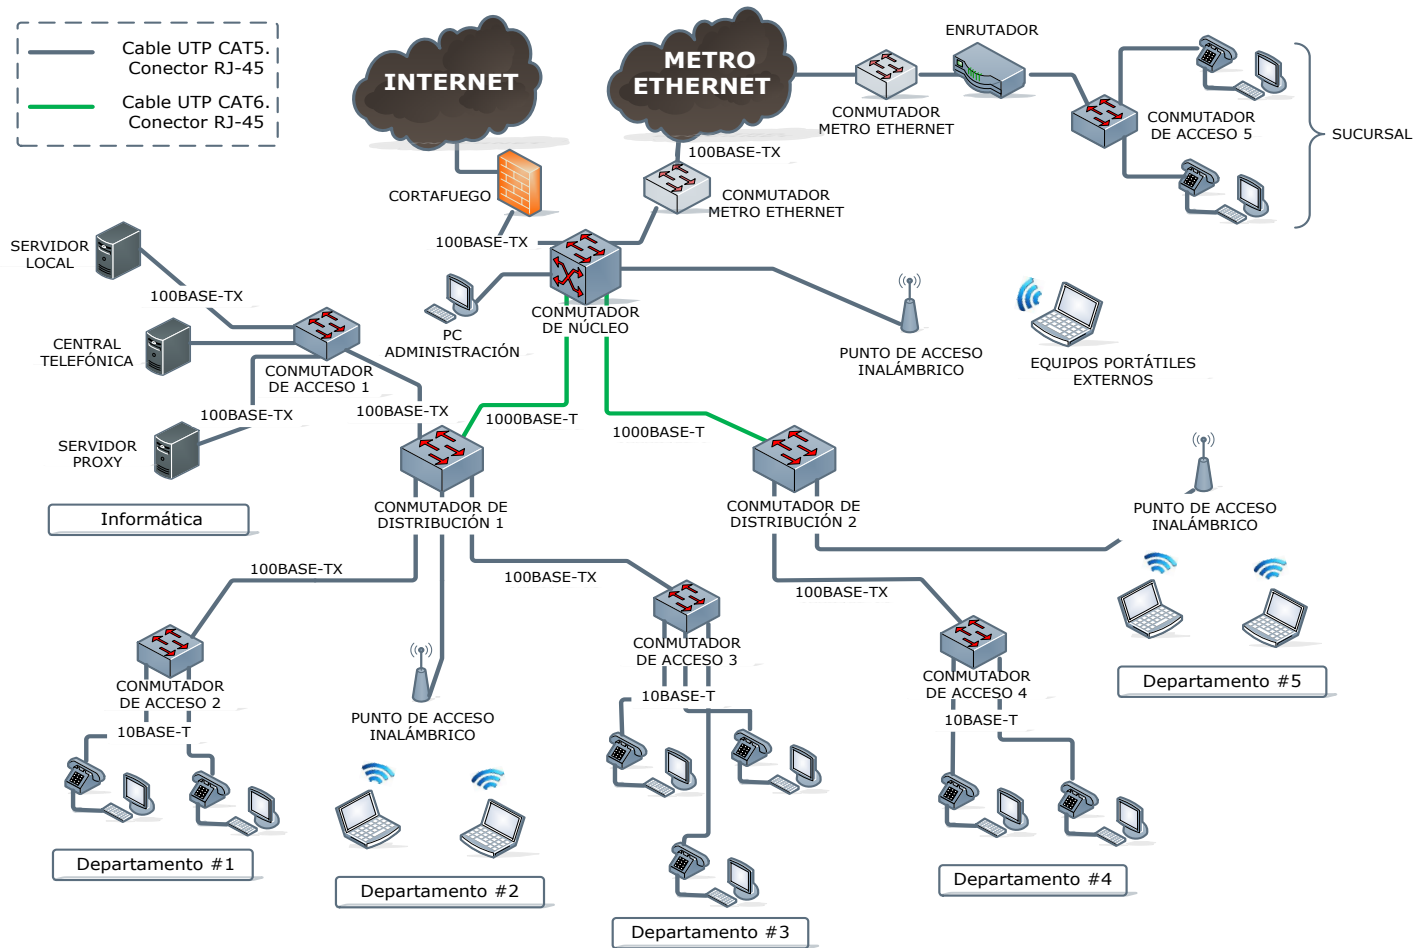 Cable UTP CAT5.
Conector RJ-45
Cable UTP CAT6.
Conector RJ-45
INTERNET
METRO
ETHERNET
ENRUTADOR
CONMUTADOR
METRO ETHERNET
CONMUTADOR
DE ACCESO 5
SUCURSAL
100BASE-TX
CORTAFUEGO
CONMUTADOR
METRO ETHERNET
100BASE-TX
SERVIDOR
LOCAL
100BASE-TX
CONMUTADOR
DE NÚCLEO
PC
ADMINISTRACIÓN
CENTRAL
TELEFÓNICA
CONMUTADOR
DE ACCESO 1
PUNTO DE ACCESO
INALÁMBRICO
EQUIPOS PORTÁTILES
EXTERNOS
100BASE-TX
100BASE-TX
1000BASE-T
1000BASE-T
SERVIDOR
PROXY
Informática
CONMUTADOR DE
DISTRIBUCIÓN 1
CONMUTADOR DE
DISTRIBUCIÓN 2
PUNTO DE ACCESO
INALÁMBRICO
100BASE-TX
100BASE-TX
100BASE-TX
CONMUTADOR
DE ACCESO 2
CONMUTADOR
DE ACCESO 3
CONMUTADOR
DE ACCESO 4
Departamento #5
10BASE-T
PUNTO DE ACCESO
INALÁMBRICO
10BASE-T
10BASE-T
Departamento #1
Departamento #2
Departamento #3
Departamento #4